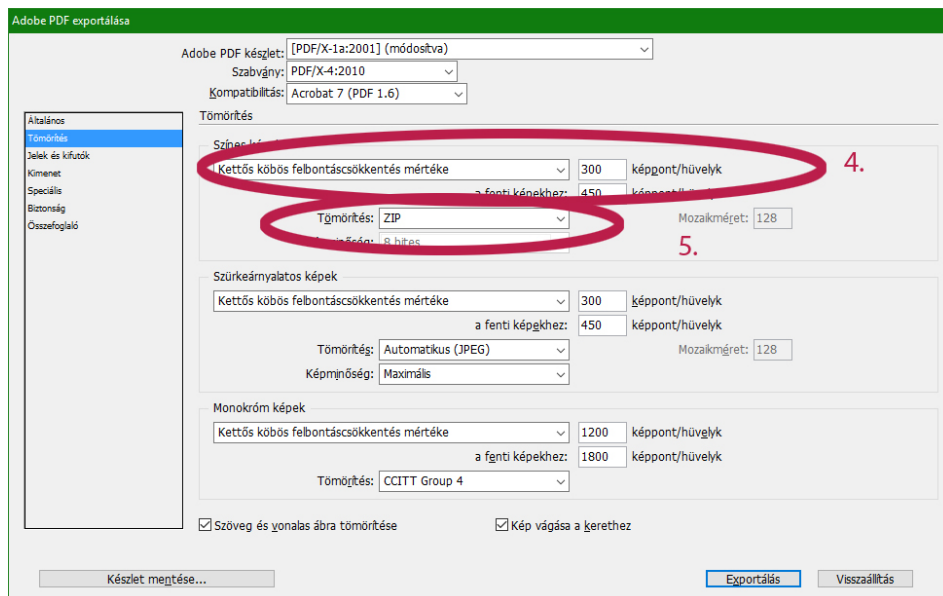 Adobe PDF exportálása
Adobe PDF készlet: [PDF/X-1a:2001] (módosítva)
Szabvány: PDF/X-4:2010
Kompatibilitás: Acrobat 7 (PDF 1.6)
Általános
Tömörítés
Jelek és kifutók
Kimenet
Speciális
Biztonság
Összefoglaló
Tömörítés
Színes
Kettős köbös felbontáscsökkentés mértéke 300 képpont/hüvelyk 4.
a fenti képekhez: 450 képpont/hüvelyk
Tömörítés: ZIP Mozaikméret: 128
8 bites 5.
Szürkeárnyalatos képek
Kettős köbös felbontáscsökkentés mértéke 300 képpont/hüvelyk
a fenti képekhez: 450 képpont/hüvelyk
Tömörítés: Automatikus (JPEG) Mozaikméret: 128
Képminőség: Maximális
Monokróm képek
Kettős köbös felbontáscsökkentés mértéke 1200 képpont/hüvelyk
a fenti képekhez: 1800 képpont/hüvelyk
Tömörítés: CCITT Group 4
Szöveg és vonalas ábra tömörítése Kép vágása a kerethez
Készlet mentése... Exportálás Visszaállítás